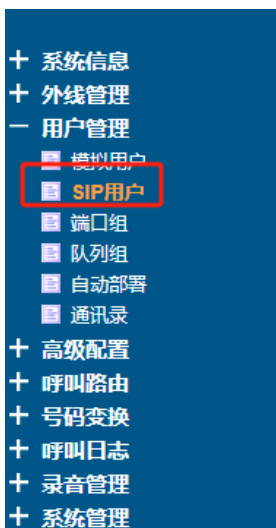 系统信息
外线管理
用户管理
模拟用户
SIP用户
端口组
队列组
自动部署
通讯录
高级配置
呼叫路由
号码变换
呼叫日志
录音管理
系统管理